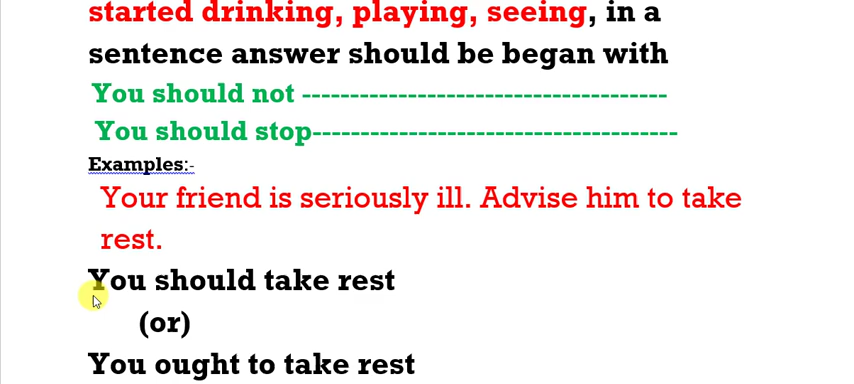 started drinking, playing, seeing, in a
sentence answer should be began with
You should not --------------------------------------
You should stop--------------------------------------
Examples:-
Your friend is seriously ill. Advise him to take
rest.
You should take rest
(or)
You ought to take rest